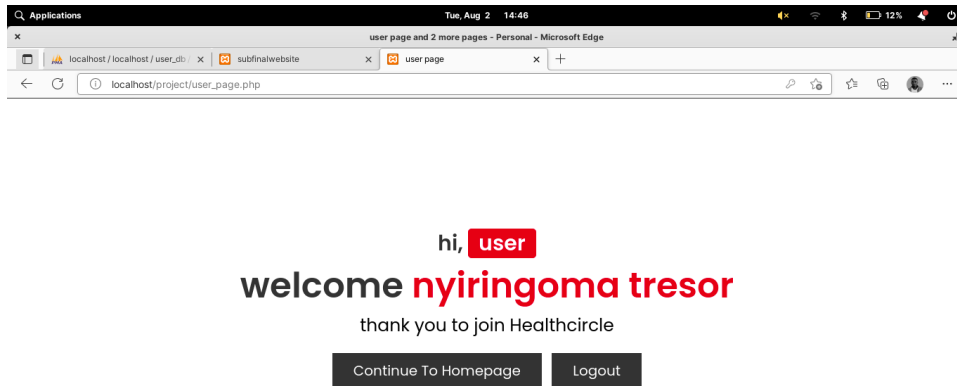 Applications
Tue, Aug 2 14:46
12%
user page and 2 more pages - Personal - Microsoft Edge
localhost / localhost / user_db /
subfinalwebsite
user page
localhost/project/user_page.php
hi, user
welcome nyiringoma tresor
thank you to join Healthcircle
Continue To Homepage
Logout